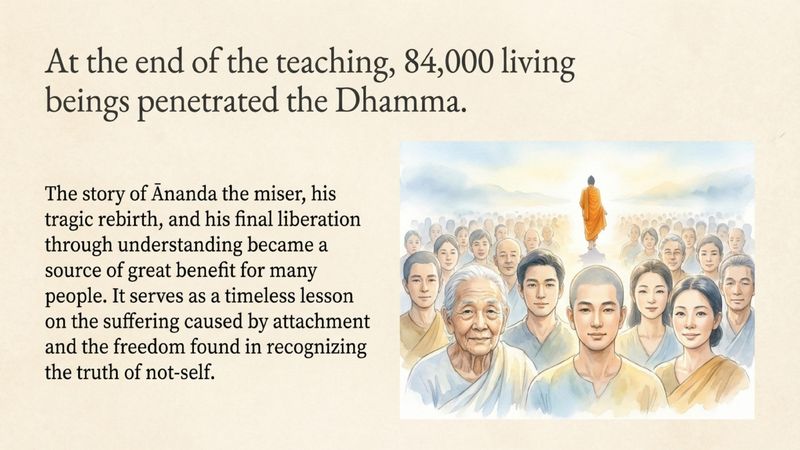 At the end of the teaching, 84,000 living
beings penetrated the Dhamma.
The story of Ānanda the miser, his
tragic rebirth, and his final liberation
through understanding became a
source of great benefit for many
people. It serves as a timeless lesson
on the suffering caused by attachment
and the freedom found in recognizing
the truth of not-self.